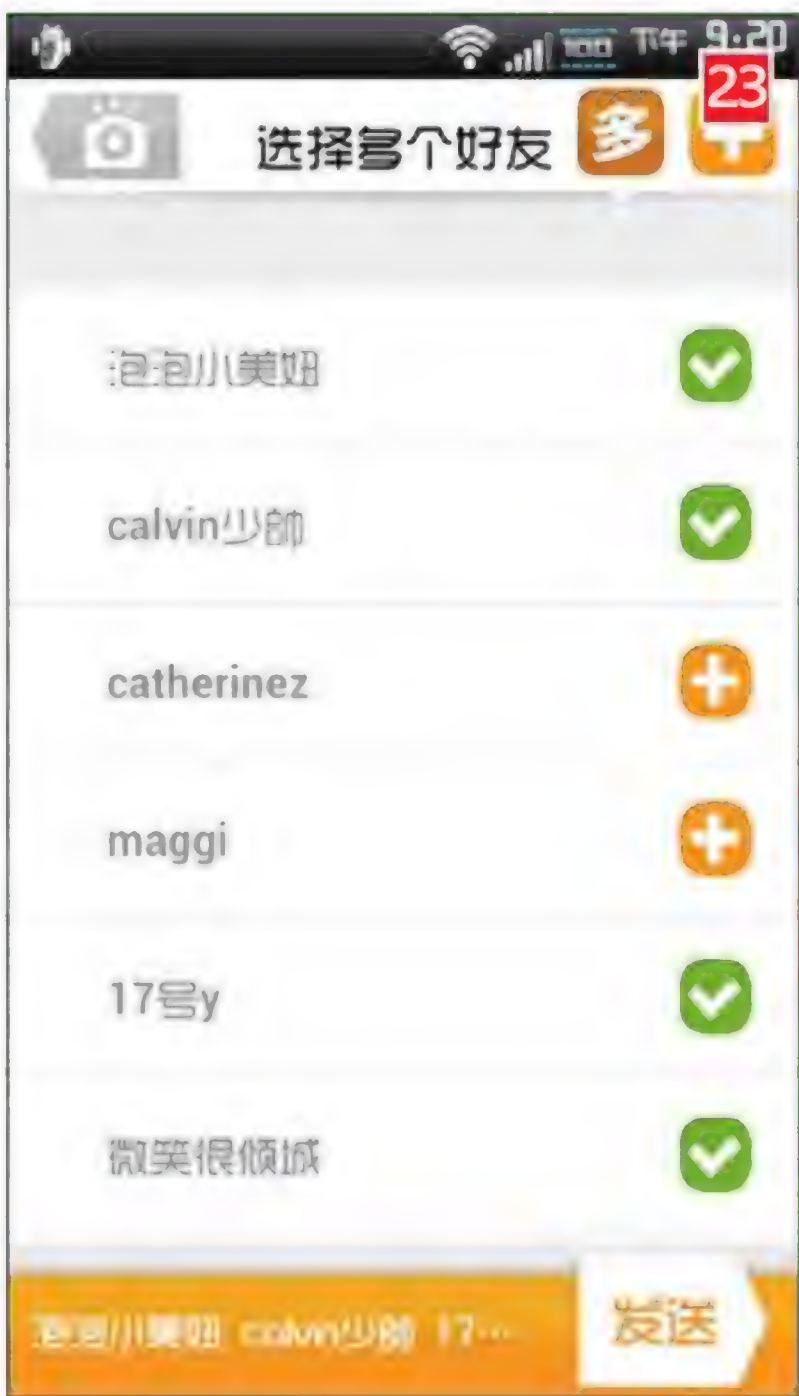 100 下午 9:20
23
选择多个好友 多
泡泡小美妞
calvin少帥
catherinez
maggi
17号y
微笑很倾城
泡泡小美妞 calvin少帥 17… 发送